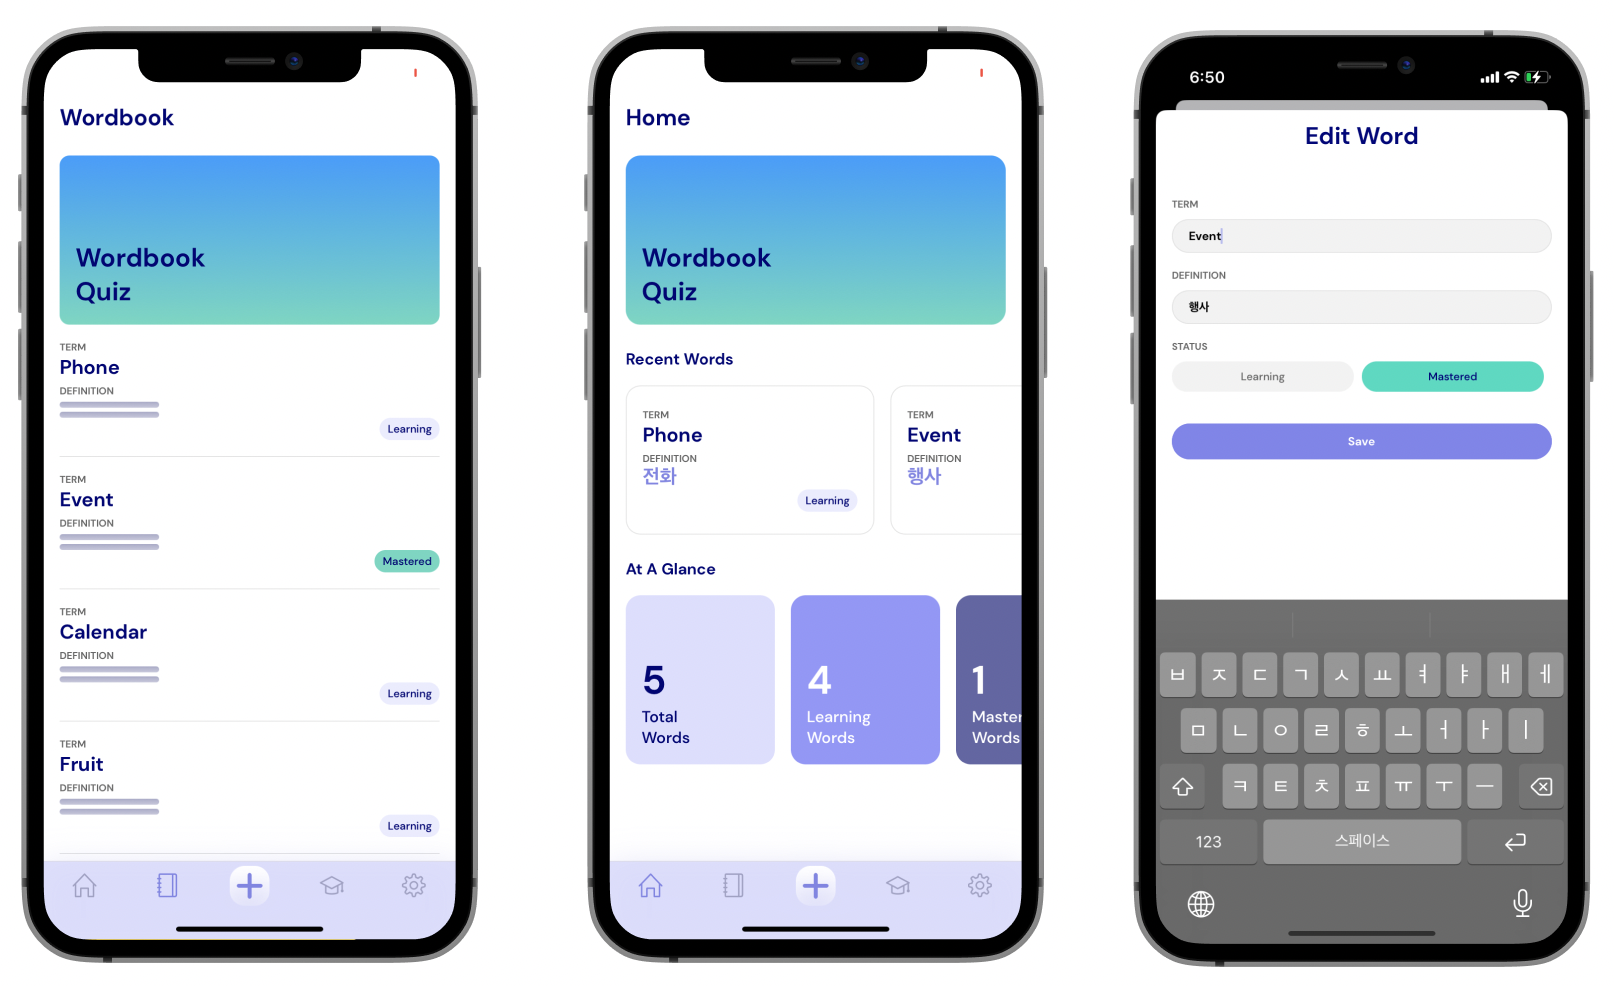 Wordbook
Wordbook
Quiz
TERM
Phone
DEFINITION
Learning
TERM
Event
DEFINITION
Mastered
TERM
Calendar
DEFINITION
Learning
TERM
Fruit
DEFINITION
Learning
Home
Wordbook
Quiz
Recent Words
TERM
Phone
DEFINITION
전화
Learning
TERM
Event
DEFINITION
행사
At A Glance
5
Total
Words
4
Learning
Words
1
Master
Words
6:50
Edit Word
TERM
Event
DEFINITION
행사
STATUS
Learning Mastered
Save
ㅂ ㅈ ㄷ ㄱ ㅅ ㅛ ㅕ ㅑ ㅐ ㅔ
ㅁ ㄴ ㅇ ㄹ ㅎ ㅗ ㅓ ㅏ ㅣ
ㅋ ㅌ ㅊ ㅍ ㅠ ㅜ ㅡ
123 스페이스